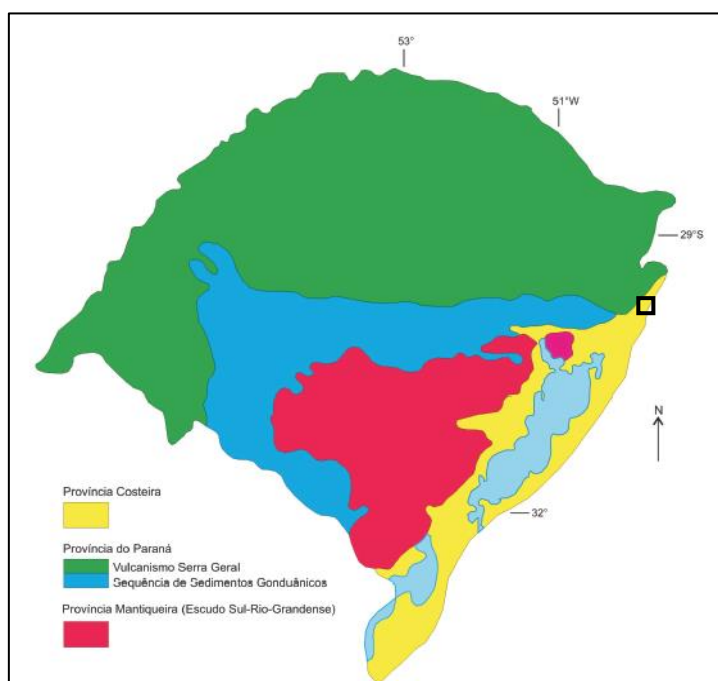 53°
51°W
29°S
N
32°
Província Costeira
Província do Paraná
Vulcanismo Serra Geral
Sequência de Sedimentos Gonduânicos
Província Mantiqueira (Escudo Sul-Rio-Grandense)